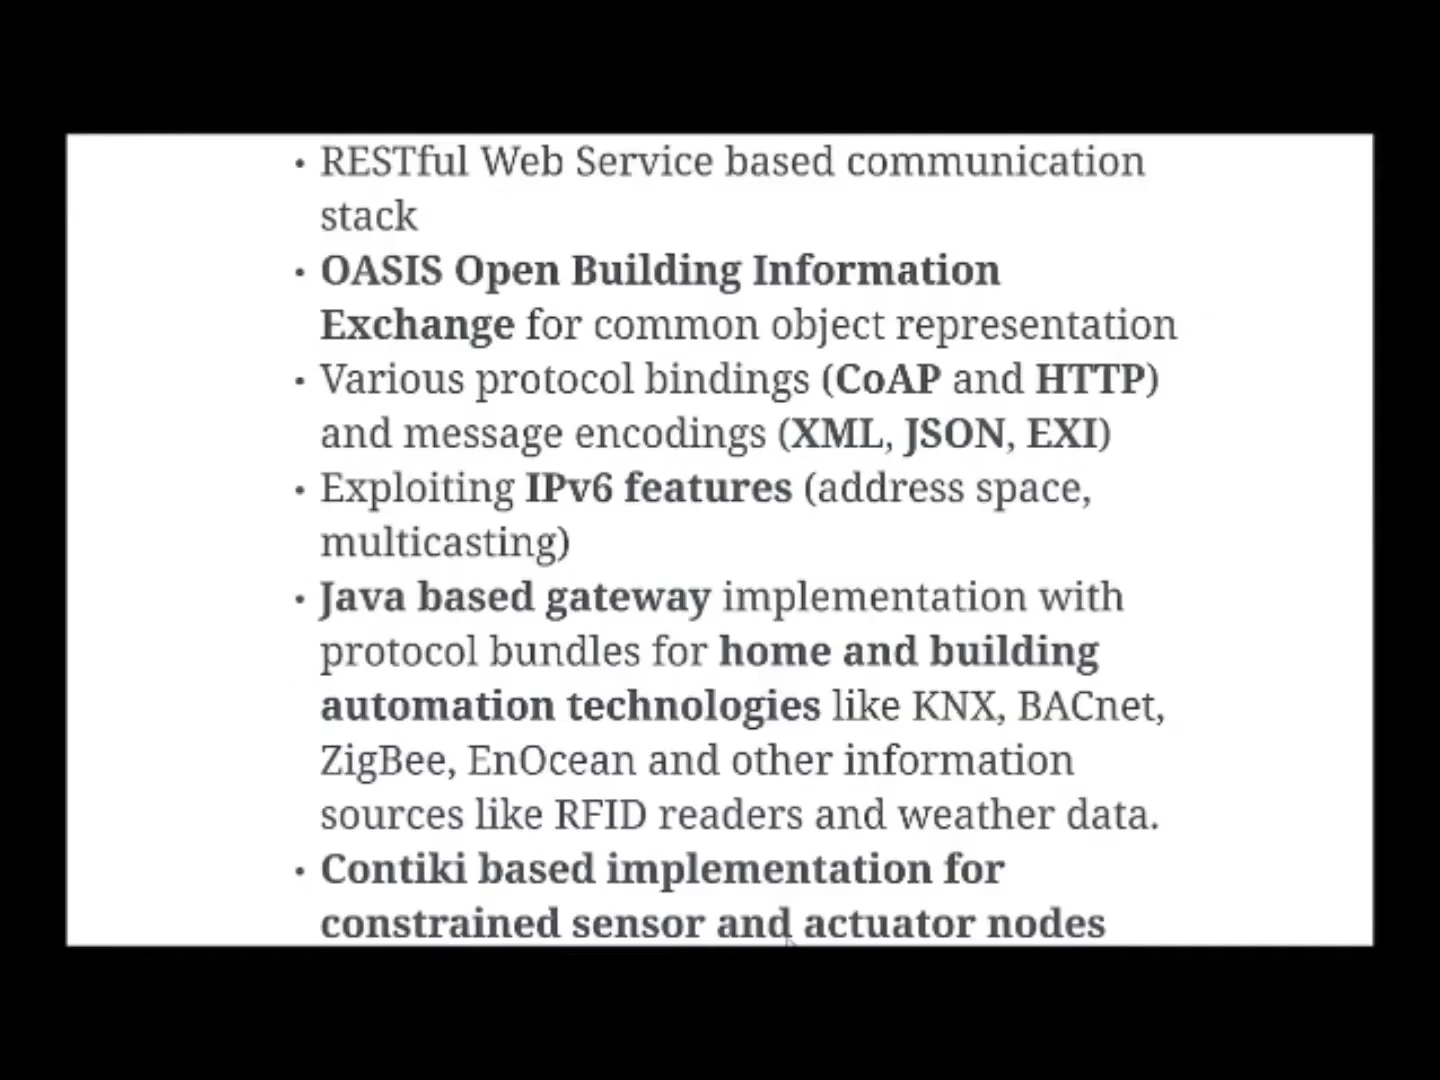 • RESTful Web Service based communication
stack
• OASIS Open Building Information
Exchange for common object representation
• Various protocol bindings (CoAP and HTTP)
and message encodings (XML, JSON, EXI)
• Exploiting IPv6 features (address space,
multicasting)
• Java based gateway implementation with
protocol bundles for home and building
automation technologies like KNX, BACnet,
ZigBee, EnOcean and other information
sources like RFID readers and weather data.
• Contiki based implementation for
constrained sensor and actuator nodes